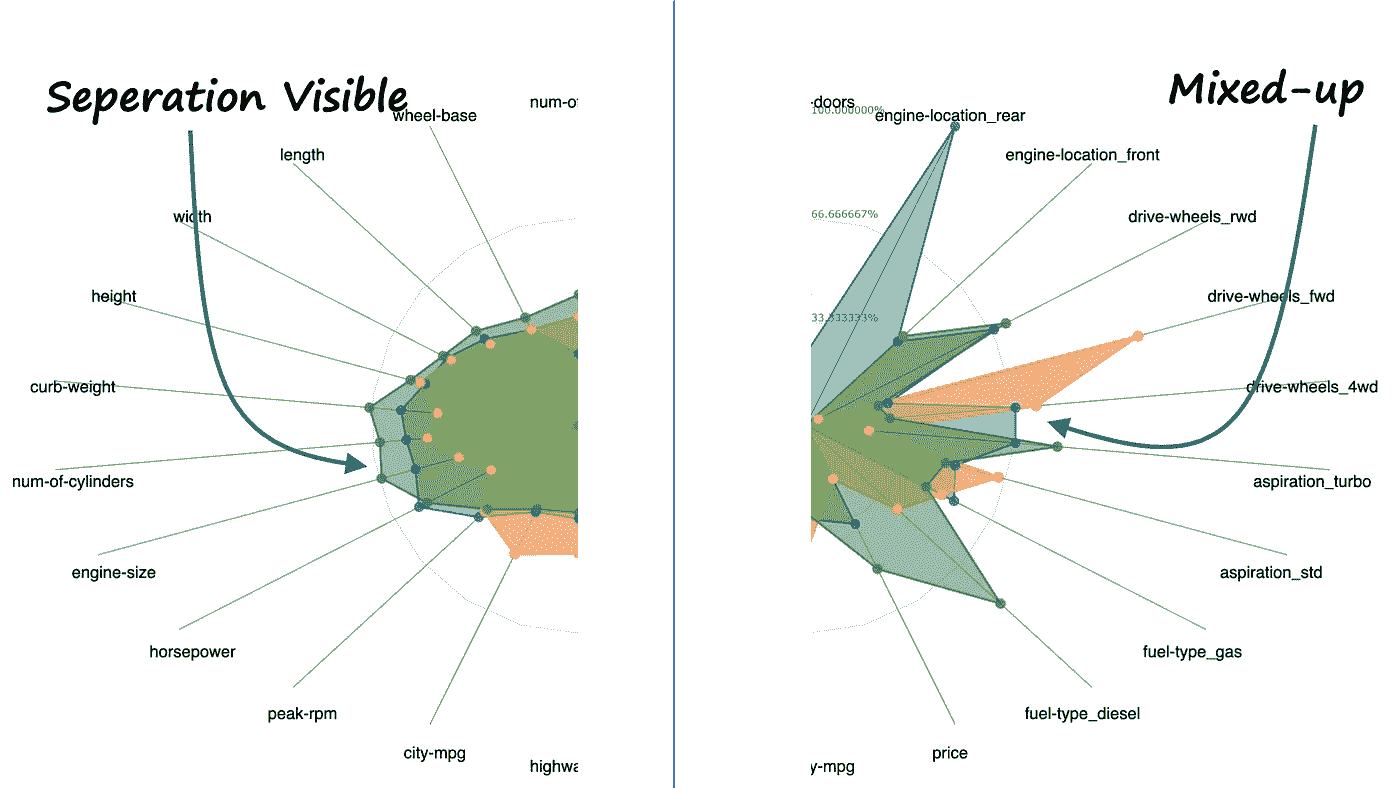 Seperation Visible
num-of
wheel-base
length
width
height
curb-weight
num-of-cylinders
engine-size
horsepower
peak-rpm
city-mpg
highwa
Mixed-up
-doors
100.000000%
engine-location_rear
engine-location_front
66.666667%
drive-wheels_rwd
drive-wheels_fwd
33.333333%
drive-wheels_4wd
aspiration_turbo
aspiration_std
fuel-type_gas
fuel-type_diesel
price
y-mpg